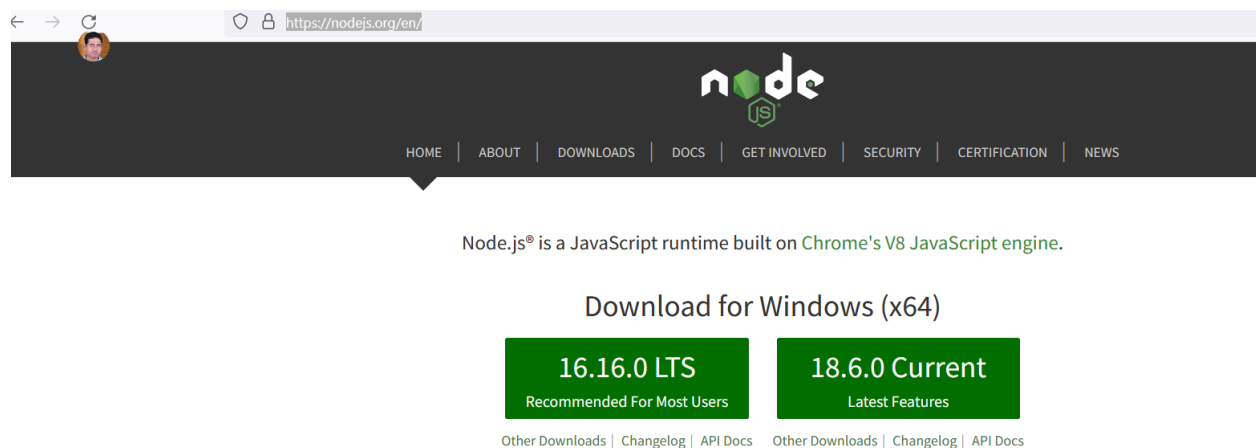 https://nodejs.org/en/
node
JS
HOME | ABOUT | DOWNLOADS | DOCS | GET INVOLVED | SECURITY | CERTIFICATION | NEWS
Node.js® is a JavaScript runtime built on Chrome's V8 JavaScript engine.
Download for Windows (x64)
16.16.0 LTS
Recommended For Most Users
18.6.0 Current
Latest Features
Other Downloads | Changelog | API Docs
Other Downloads | Changelog | API Docs